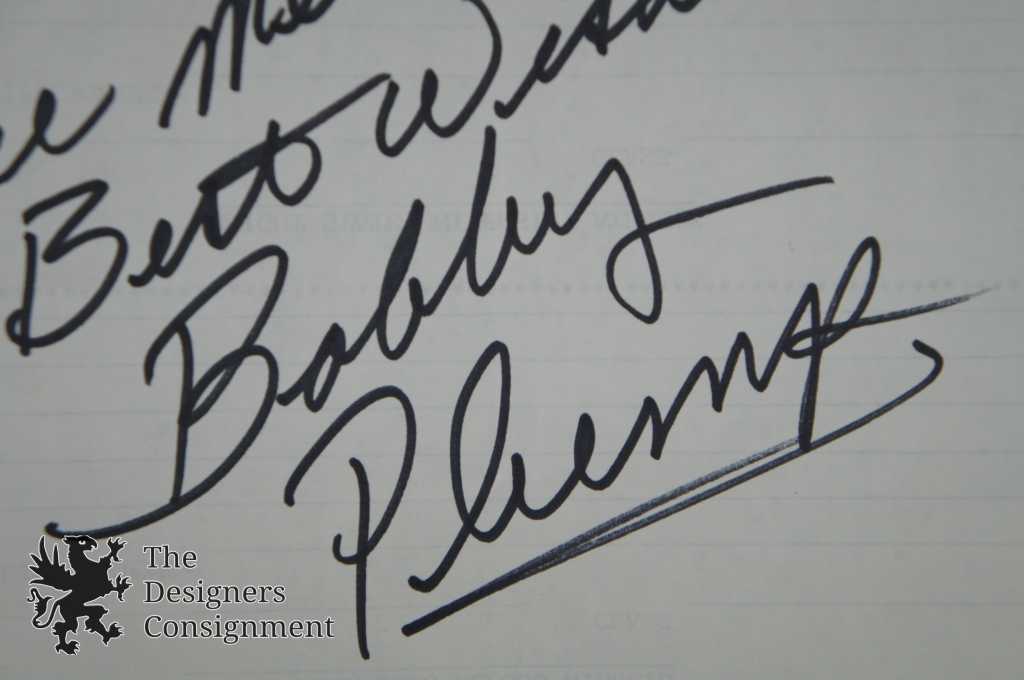 Best Wishes
Bobby
Plump
The
Designers
Consignment